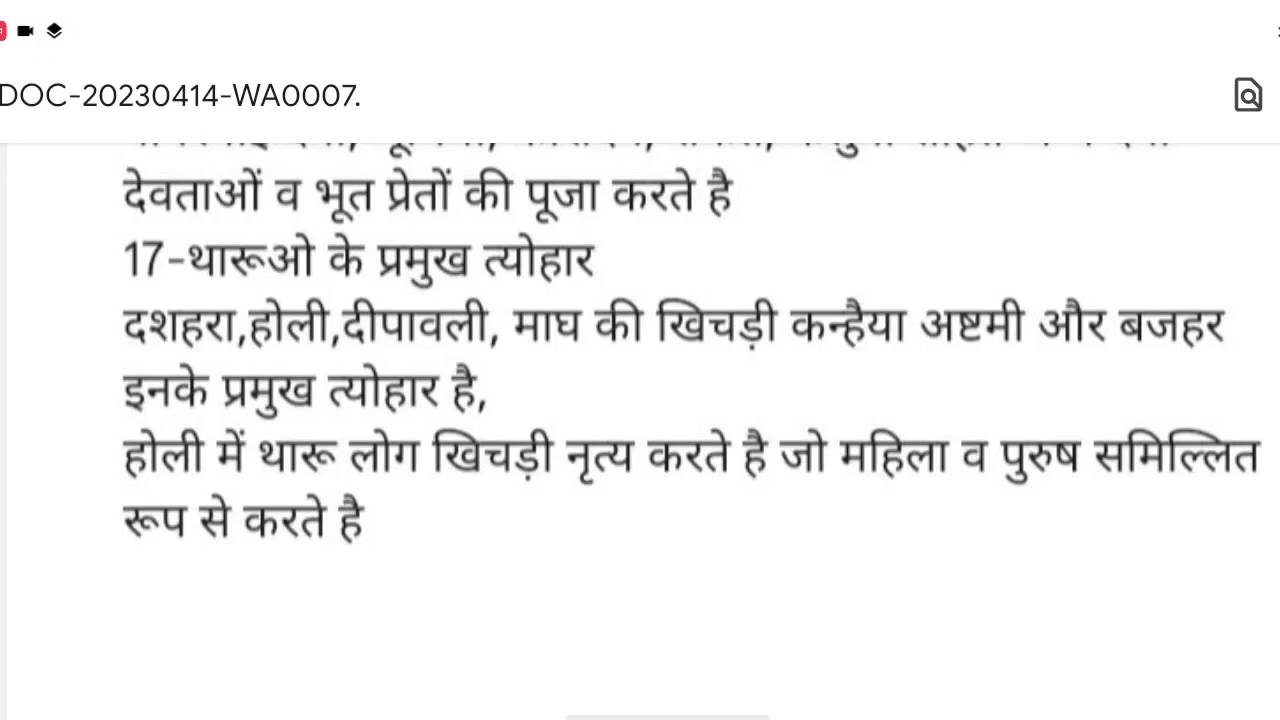 DOC-20230414-WA0007.
देवताओं व भूत प्रेतों की पूजा करते है
17-थारूओ के प्रमुख त्योहार
दशहरा,होली,दीपावली, माघ की खिचड़ी कन्हैया अष्टमी और बजहर
इनके प्रमुख त्योहार है,
होली में थारू लोग खिचड़ी नृत्य करते है जो महिला व पुरुष समिल्लित
रूप से करते है